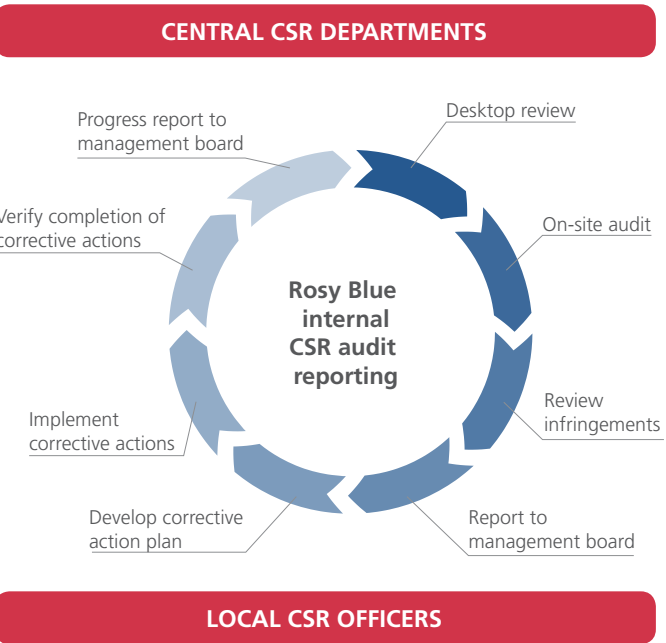 CENTRAL CSR DEPARTMENTS
Progress report to
management board
Desktop review
Verify completion of
corrective actions
On-site audit
Rosy Blue
internal
CSR audit
reporting
Implement
corrective actions
Review
infringements
Develop corrective
action plan
Report to
management board
LOCAL CSR OFFICERS